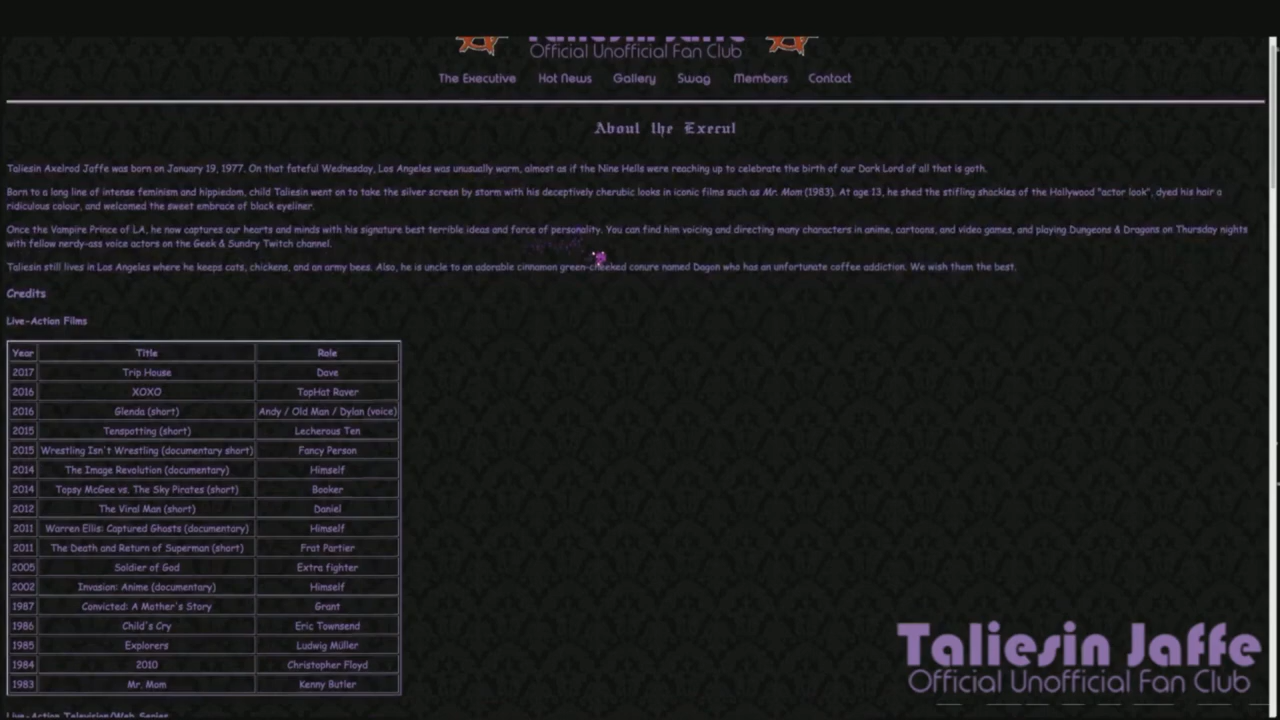 Taliesin Jaffe
Official Unofficial Fan Club
The Executive Hot News Gallery Swag Members Contact
About the Execut
Taliesin Axelrod Jaffe was born on January 19, 1977. On that fateful Wednesday, Los Angeles was unusually warm, almost as if the Nine Hells were reaching up to celebrate the birth of our Dark Lord of all that is goth.
Born to a long line of intense feminism and hippiedom, child Taliesin went on to take the silver screen by storm with his deceptively cherubic looks in iconic films such as Mr. Mom (1983). At age 13, he shed the stifling shackles of the Hollywood "actor look", dyed his hair a
ridiculous colour, and welcomed the sweet embrace of black eyeliner.
Once the Vampire Prince of LA, he now captures our hearts and minds with his signature best terrible ideas and force of personality. You can find him voicing and directing many characters in anime, cartoons, and video games, and playing Dungeons & Dragons on Thursday nights
with fellow nerdy-ass voice actors on the Geek & Sundry Twitch channel.
Taliesin still lives in Los Angeles where he keeps cats, chickens, and an army bees. Also, he is uncle to an adorable cinnamon green-cheeked conure named Dagon who has an unfortunate coffee addiction. We wish them the best.
Credits
Live-Action Films
Year Title Role
2017 Trip House Dave
2016 XOXO TopHat Raver
2016 Glenda (short) Andy / Old Man / Dylan (voice)
2015 Tenspotting (short) Lecherous Ten
2015 Wrestling Isn't Wrestling (documentary short) Fancy Person
2014 The Image Revolution (documentary) Himself
2014 Topsy McGee vs. The Sky Pirates (short) Booker
2012 The Viral Man (short) Daniel
2011 Warren Ellis: Captured Ghosts (documentary) Himself
2011 The Death and Return of Superman (short) Frat Partier
2005 Soldier of God Extra fighter
2002 Invasion: Anime (documentary) Himself
1987 Convicted: A Mother's Story Grant
1986 Child's Cry Eric Townsend
1985 Explorers Ludwig Müller
1984 2010 Christopher Floyd
1983 Mr. Mom Kenny Butler
Live-Action Television/Web Series
Taliesin Jaffe
Official Unofficial Fan Club